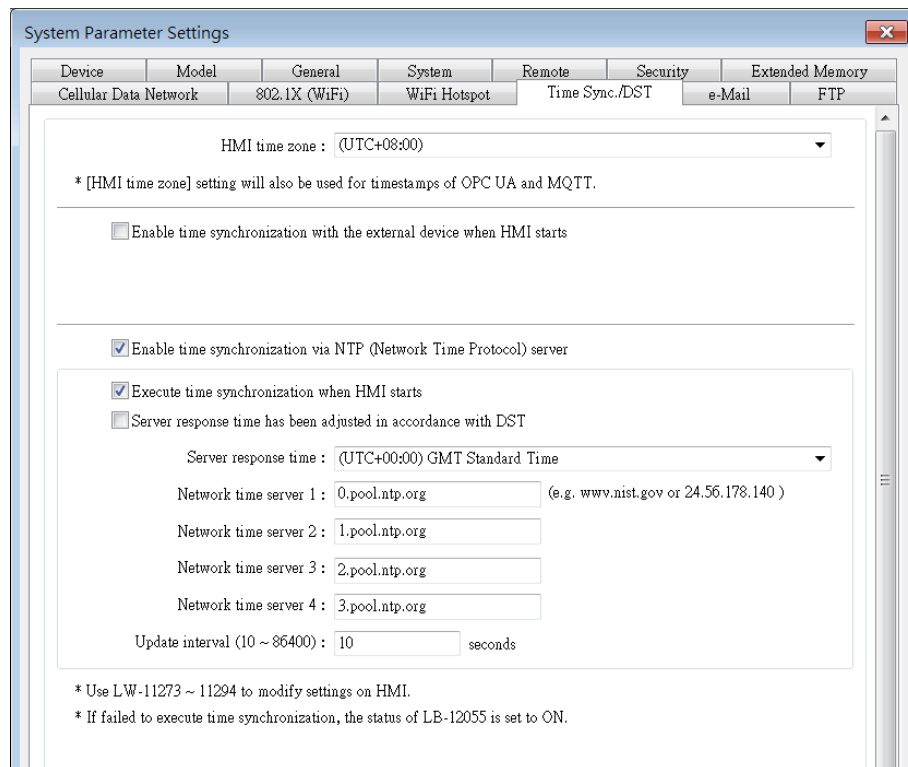 System Parameter Settings
Device Model General System Remote Security Extended Memory
Cellular Data Network 802.1X (WiFi) WiFi Hotspot Time Sync./DST e-Mail FTP
HMI time zone : (UTC+08:00)
* [HMI time zone] setting will also be used for timestamps of OPC UA and MQTT.
Enable time synchronization with the external device when HMI starts
Enable time synchronization via NTP (Network Time Protocol) server
Execute time synchronization when HMI starts
Server response time has been adjusted in accordance with DST
Server response time : (UTC+00:00) GMT Standard Time
Network time server 1 : 0.pool.ntp.org (e.g. wwv.nist.gov or 24.56.178.140 )
Network time server 2 : 1.pool.ntp.org
Network time server 3 : 2.pool.ntp.org
Network time server 4 : 3.pool.ntp.org
Update interval (10 ~ 86400) : 10 seconds
* Use LW-11273 ~ 11294 to modify settings on HMI.
* If failed to execute time synchronization, the status of LB-12055 is set to ON.